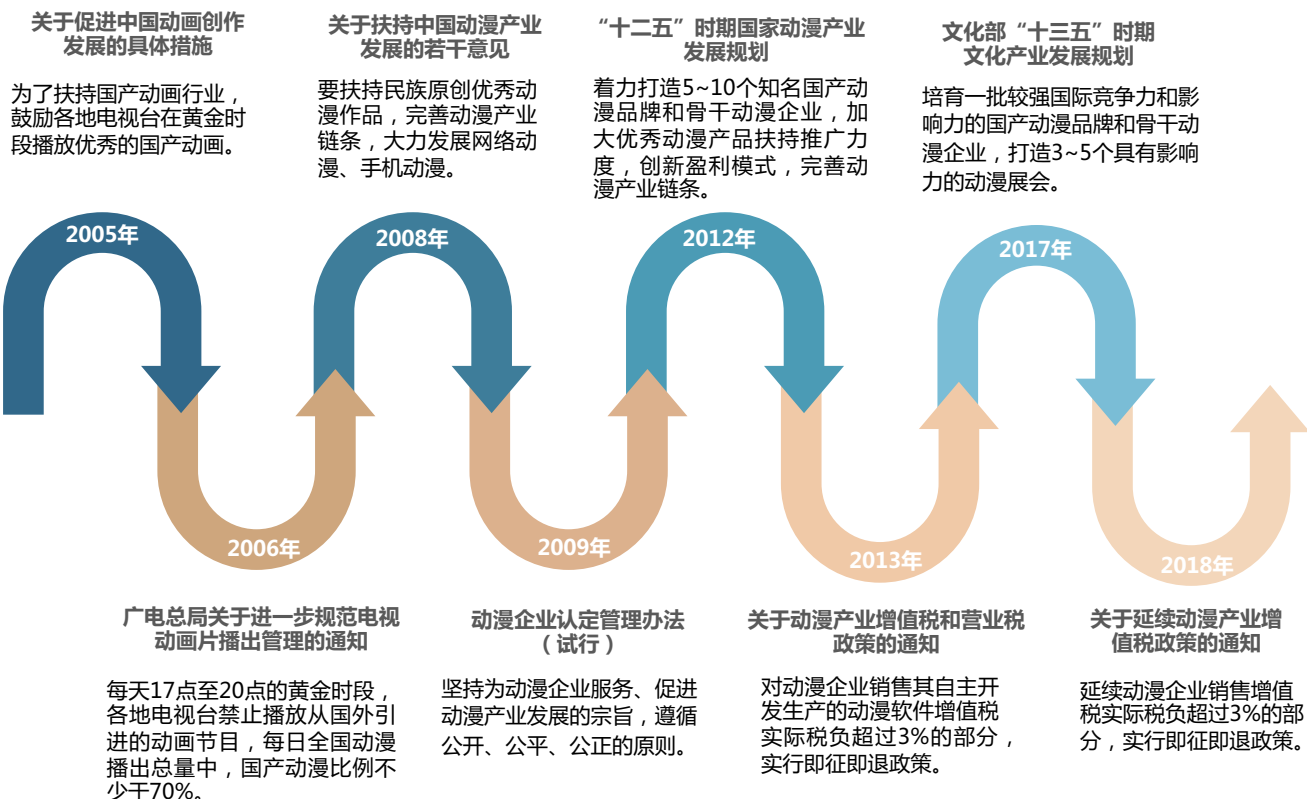 关于促进中国动画创作
发展的具体措施
为了扶持国产动画行业，
鼓励各地电视台在黄金时
段播放优秀的国产动画。
关于扶持中国动漫产业
发展的若干意见
要扶持民族原创优秀动
漫作品，完善动漫产业
链条，大力发展网络动
漫、手机动漫。
“十二五”时期国家动漫产业
发展规划
着力打造5~10个知名国产动
漫品牌和骨干动漫企业，加
大优秀动漫产品扶持推广力
度，创新盈利模式，完善动
漫产业链条。
文化部“十三五”时期
文化产业发展规划
培育一批较强国际竞争力和影
响力的国产动漫品牌和骨干动
漫企业，打造3~5个具有影响
力的动漫展会。
2005年
2008年
2012年
2017年
2006年
2009年
2013年
2018年
广电总局关于进一步规范电视
动画片播出管理的通知
每天17点至20点的黄金时段，
各地电视台禁止播放从国外引
进的动画节目，每日全国动漫
播出总量中，国产动漫比例不
少于70%。
动漫企业认定管理办法
（试行）
坚持为动漫企业服务、促进
动漫产业发展的宗旨，遵循
公开、公平、公正的原则。
关于动漫产业增值税和营业税
政策的通知
对动漫企业销售其自主开
发生产的动漫软件增值税
实际税负超过3%的部分，
实行即征即退政策。
关于延续动漫产业增
值税政策的通知
延续动漫企业销售增值
税实际税负超过3%的部
分，实行即征即退政策。